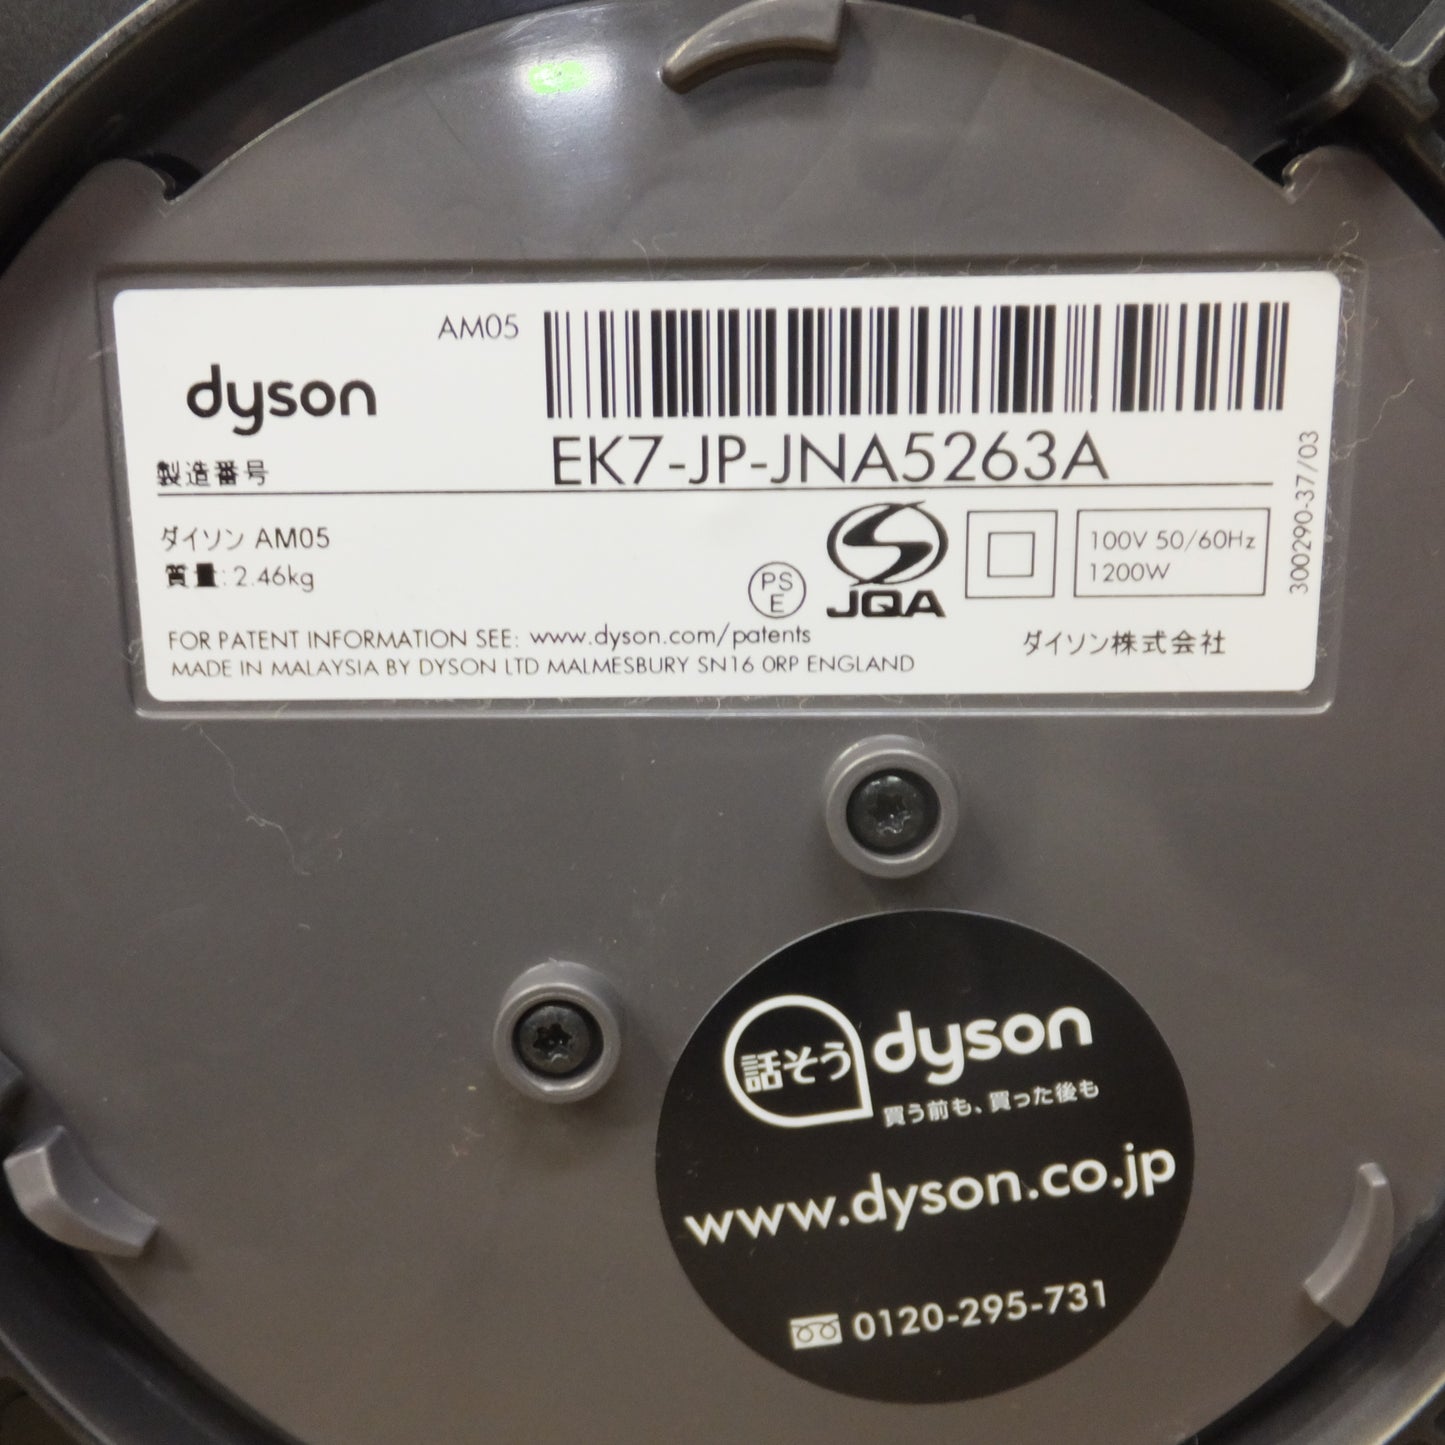 AM05
dyson
製造番号 EK7-JP-JNA5263A
ダイソン AM05
質量: 2.46kg
PS
E
JQA
100V 50/60Hz
1200W
300290-37/03
FOR PATENT INFORMATION SEE: www.dyson.com/patents
ダイソン株式会社
MADE IN MALAYSIA BY DYSON LTD MALMESBURY SN16 0RP ENGLAND
話そう dyson
買う前も、買った後も
www.dyson.co.jp
0120-295-731